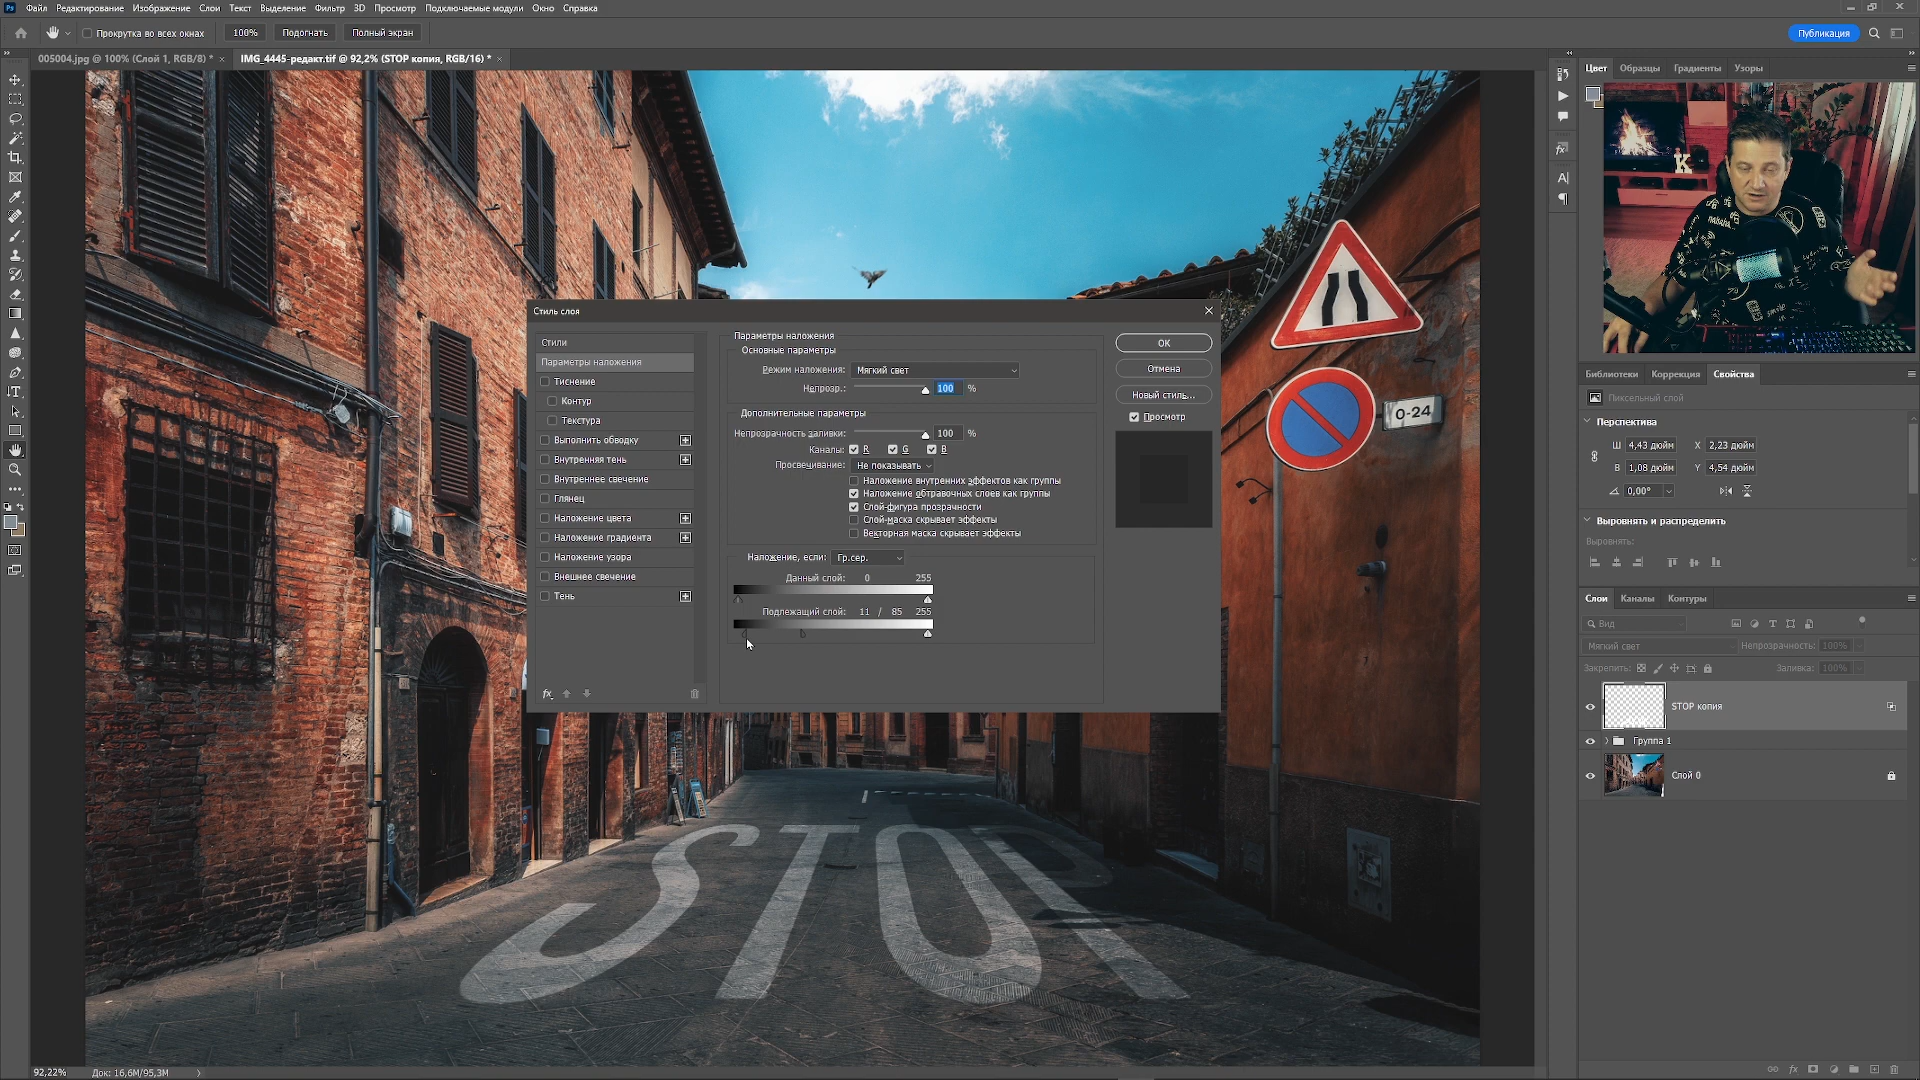 Ps Файл Редактирование Изображение Слои Текст Выделение Фильтр 3D Просмотр Подключаемые модули Окно Справка
Прокрутка во всех окнах 100% Подогнать Полный экран Публикация
005004.jpg @ 100% (Слой 1, RGB/8) * × IMG_4445-редакт.tif @ 92,2% (STOP копия, RGB/16) * ×
Цвет Образцы Градиенты Узоры
K
0-24
STOP
Стиль слоя
Стили
Параметры наложения
Тиснение
Контур
Текстура
Выполнить обводку
Внутренняя тень
Внутреннее свечение
Глянец
Наложение цвета
Наложение градиента
Наложение узора
Внешнее свечение
Тень
fx
Параметры наложения
Основные параметры
Режим наложения: Мягкий свет
Непрозр.: 100 %
Дополнительные параметры
Непрозрачность заливки: 100 %
Каналы: R G B
Просвечивание: Не показывать
Наложение внутренних эффектов как группы
Наложение обтравочных слоев как группы
Слой-фигура прозрачности
Слой-маска скрывает эффекты
Векторная маска скрывает эффекты
Наложение, если: Гр.сер.
Данный слой: 0 255
Подлежащий слой: 11 / 85 255
ОК
Отмена
Новый стиль...
Просмотр
Библиотеки Коррекция Свойства
Пиксельный слой
Перспектива
Ш 4,43 дюйм X 2,23 дюйм
В 1,08 дюйм Y 4,54 дюйм
0,00°
Выровнять и распределить
Выровнять:
Слои Каналы Контуры
Вид
Мягкий свет Непрозрачность: 100%
Закрепить: Заливка: 100%
STOP копия
Группа 1
Слой 0
92,22% Док: 16,6M/95,3M